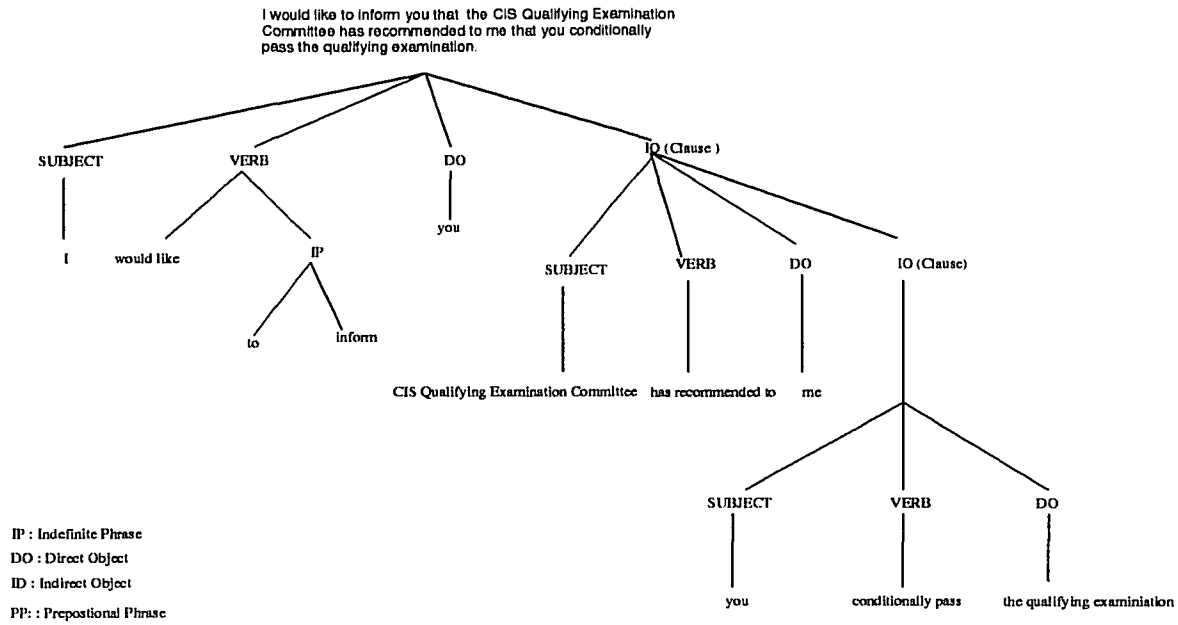 I would like to inform you that the CIS Qualifying Examination
Committee has recommended to me that you conditionally
pass the qualifying examination.
SUBJECT VERB DO IO (Clause )
I would like IP you
to inform
SUBJECT VERB DO IO (Clause)
CIS Qualifying Examination Committee has recommended to me
SUBJECT VERB DO
you conditionally pass the qualifying examiniation
IP : Indefinite Phrase
DO : Direct Object
ID : Indirect Object
PP: : Prepostional Phrase